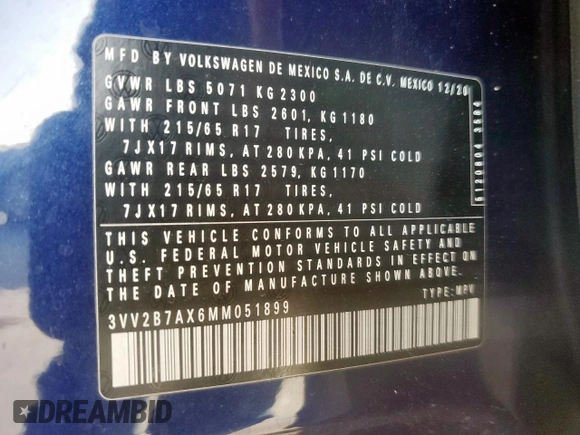 MFD BY VOLKSWAGEN DE MEXICO S.A. DE C.V. MEXICO 12/20
GVWR LBS 5071 KG 2300
GAWR FRONT LBS 2601, KG 1180
WITH 215/65 R17 TIRES,
7JX17 RIMS, AT 280 KPA, 41 PSI COLD
GAWR REAR LBS 2579, KG 1170
WITH 215/65 R17 TIRES,
7JX17 RIMS, AT 280 KPA, 41 PSI COLD
THIS VEHICLE CONFORMS TO ALL APPLICABLE
U.S. FEDERAL MOTOR VEHICLE SAFETY AND
THEFT PREVENTION STANDARDS IN EFFECT ON
THE DATE OF MANUFACTURE SHOWN ABOVE.
3VV2B7AX6MM051899 TYPE: MPV
DREAMBID